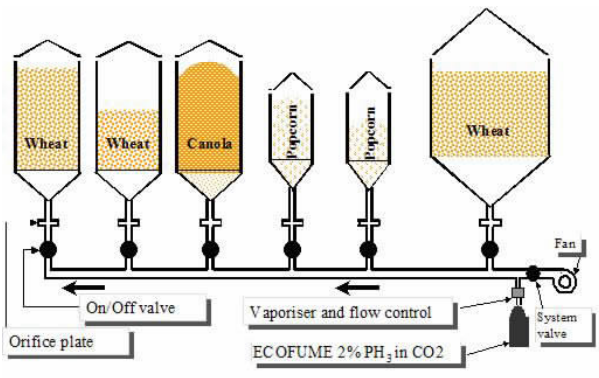 Wheat
Wheat
Canola
Popcorn
Popcorn
Wheat
Fan
On/Off valve
Vaporiser and flow control
System
valve
Orifice plate
ECOFUME 2% PH3 in CO2